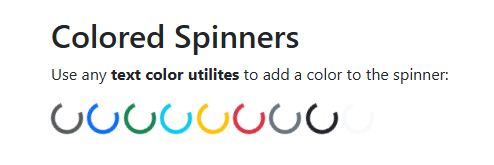 Colored Spinners
Use any text color utilites to add a color to the spinner: